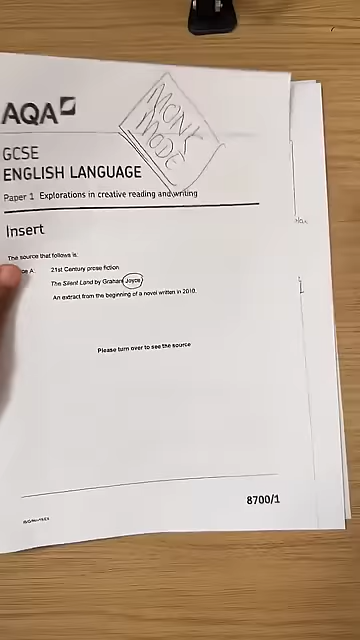 AQA
MONK
MODE
GCSE
ENGLISH LANGUAGE
Paper 1 Explorations in creative reading and writing
Insert
The source that follows is:
A: 21st Century prose fiction
The Silent Land by Graham Joyce
An extract from the beginning of a novel written in 2010.
Please turn over to see the source
8700/1